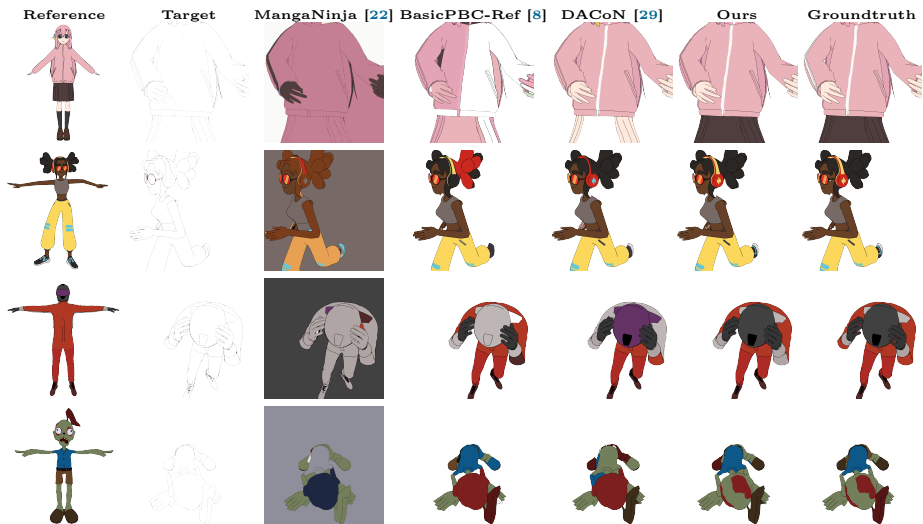 Reference Target MangaNinja [22] BasicPBC-Ref [8] DACoN [29] Ours Groundtruth